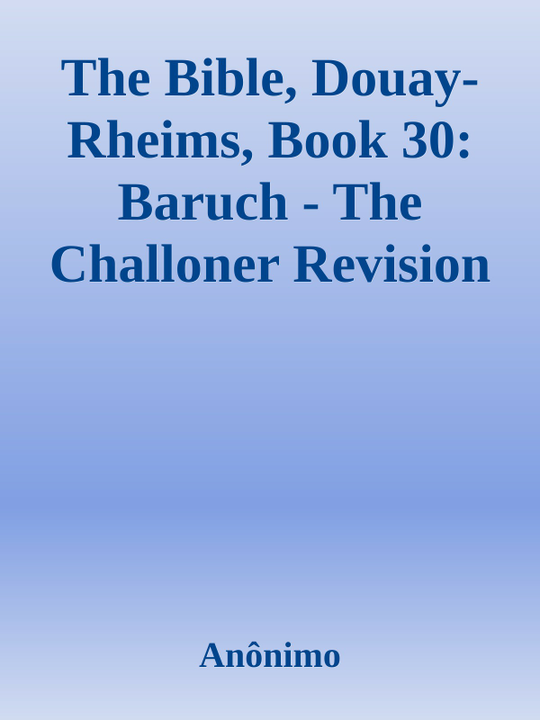 The Bible, Douay-
Rheims, Book 30:
Baruch - The
Challoner Revision
Anônimo